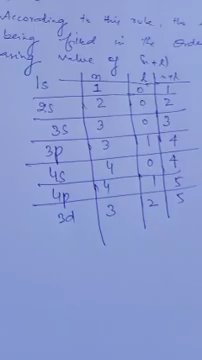 According to this rule, the
being filled in the order
value of n+l)
n l n+l
1s 1 0 1
2s 2 0 2
3s 3 0 3
3p 3 1 4
4s 4 0 4
4p 4 1 5
3d 3 2 5